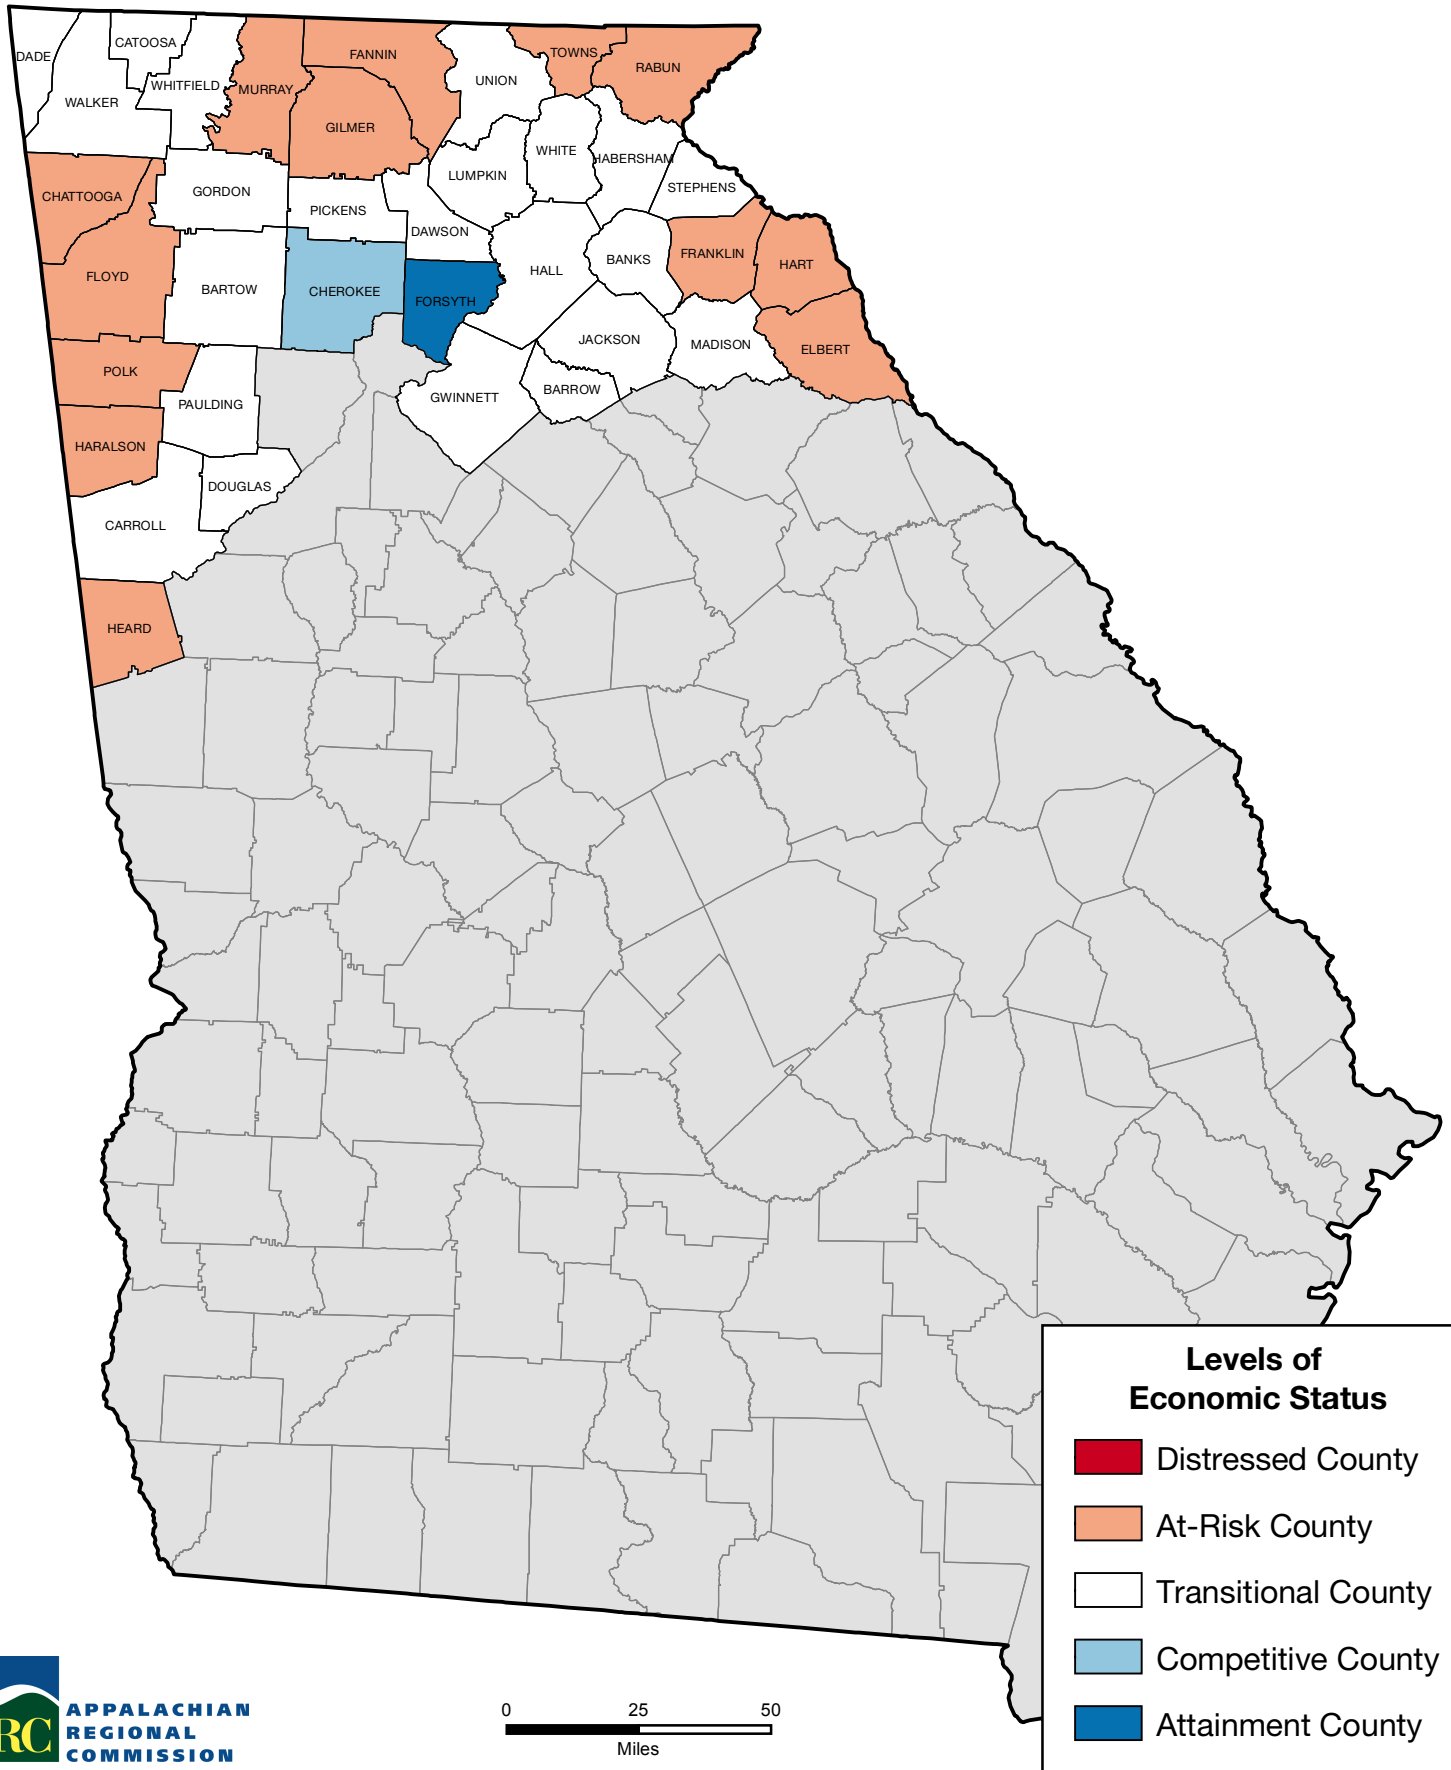 DADE
CATOOSA
WALKER
WHITFIELD
MURRAY
FANNIN
GILMER
UNION
TOWNS
RABUN
CHATTOOGA
GORDON
PICKENS
DAWSON
LUMPKIN
WHITE
HABERSHAM
STEPHENS
FLOYD
BARTOW
CHEROKEE
FORSYTH
HALL
BANKS
FRANKLIN
HART
POLK
PAULDING
GWINNETT
JACKSON
BARROW
MADISON
ELBERT
HARALSON
DOUGLAS
CARROLL
HEARD
Levels of
Economic Status
Distressed County
At-Risk County
Transitional County
Competitive County
Attainment County
RC
APPALACHIAN
REGIONAL
COMMISSION
0 25 50
Miles